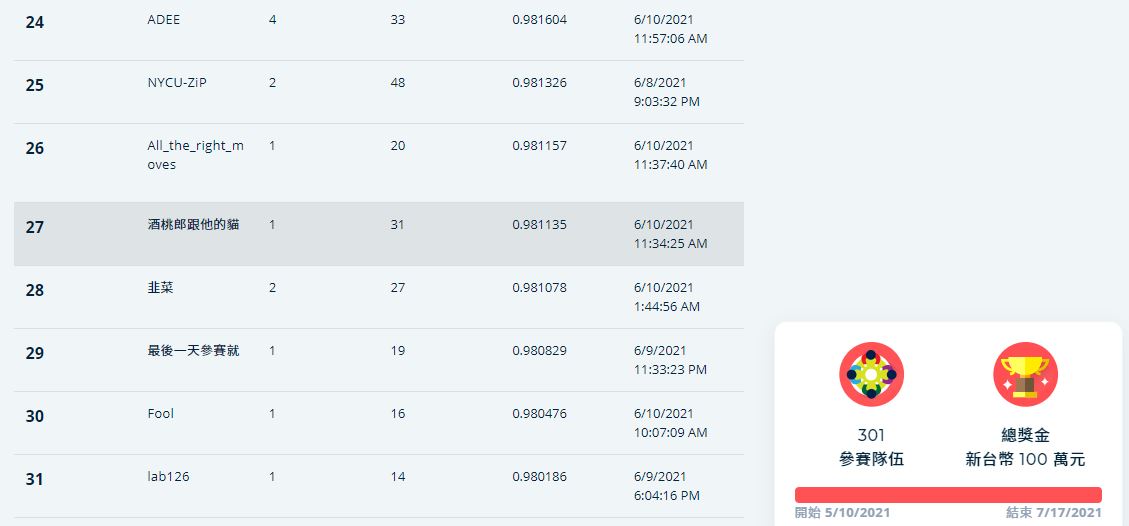 24 ADEE 4 33 0.981604 6/10/2021
11:57:06 AM
25 NYCU-ZiP 2 48 0.981326 6/8/2021
9:03:32 PM
26 All_the_right_m 1 20 0.981157 6/10/2021
oves 11:37:40 AM
27 酒桃郎跟他的貓 1 31 0.981135 6/10/2021
11:34:25 AM
28 韭菜 2 27 0.981078 6/10/2021
1:44:56 AM
29 最後一天參賽就 1 19 0.980829 6/9/2021
11:33:23 PM
30 Fool 1 16 0.980476 6/10/2021
10:07:09 AM
31 lab126 1 14 0.980186 6/9/2021
6:04:16 PM
301
參賽隊伍
總獎金
新台幣 100 萬元
開始 5/10/2021 結束 7/17/2021